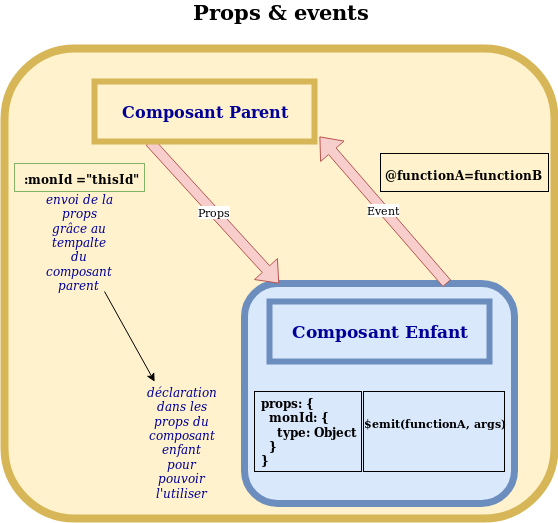 Props & events
Composant Parent
:monId ="thisId"
@functionA=functionB
envoi de la
props
grâce au
tempalte
du
composant
parent
Props
Event
Composant Enfant
déclaration
dans les
props du
composant
enfant
pour
pouvoir
l'utiliser
props: {
monId: {
type: Object
}
}
$emit(functionA, args)